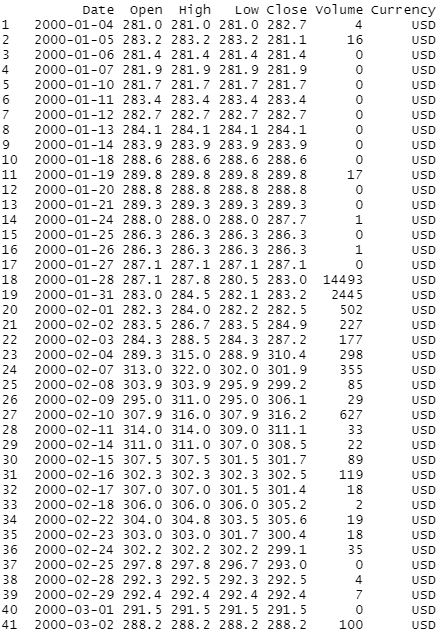 Date Open High Low Close Volume Currency
1 2000-01-04 281.0 281.0 281.0 282.7 4 USD
2 2000-01-05 283.2 283.2 283.2 281.1 16 USD
3 2000-01-06 281.4 281.4 281.4 281.4 0 USD
4 2000-01-07 281.9 281.9 281.9 281.9 0 USD
5 2000-01-10 281.7 281.7 281.7 281.7 0 USD
6 2000-01-11 283.4 283.4 283.4 283.4 0 USD
7 2000-01-12 282.7 282.7 282.7 282.7 0 USD
8 2000-01-13 284.1 284.1 284.1 284.1 0 USD
9 2000-01-14 283.9 283.9 283.9 283.9 0 USD
10 2000-01-18 288.6 288.6 288.6 288.6 0 USD
11 2000-01-19 289.8 289.8 289.8 289.8 17 USD
12 2000-01-20 288.8 288.8 288.8 288.8 0 USD
13 2000-01-21 289.3 289.3 289.3 289.3 0 USD
14 2000-01-24 288.0 288.0 288.0 287.7 1 USD
15 2000-01-25 286.3 286.3 286.3 286.3 0 USD
16 2000-01-26 286.3 286.3 286.3 286.3 1 USD
17 2000-01-27 287.1 287.1 287.1 287.1 0 USD
18 2000-01-28 287.1 287.8 280.5 283.0 14493 USD
19 2000-01-31 283.0 284.5 282.1 283.2 2445 USD
20 2000-02-01 282.3 284.0 282.2 282.5 502 USD
21 2000-02-02 283.5 286.7 283.5 284.9 227 USD
22 2000-02-03 284.3 288.5 284.3 287.2 177 USD
23 2000-02-04 289.3 315.0 288.9 310.4 298 USD
24 2000-02-07 313.0 322.0 302.0 301.9 355 USD
25 2000-02-08 303.9 303.9 295.9 299.2 85 USD
26 2000-02-09 295.0 311.0 295.0 306.1 29 USD
27 2000-02-10 307.9 316.0 307.9 316.2 627 USD
28 2000-02-11 314.0 314.0 309.0 311.1 33 USD
29 2000-02-14 311.0 311.0 307.0 308.5 22 USD
30 2000-02-15 307.5 307.5 301.5 301.7 89 USD
31 2000-02-16 302.3 302.3 302.3 302.5 119 USD
32 2000-02-17 307.0 307.0 301.5 301.4 18 USD
33 2000-02-18 306.0 306.0 306.0 305.2 2 USD
34 2000-02-22 304.0 304.8 303.5 305.6 19 USD
35 2000-02-23 303.0 303.0 301.7 300.4 18 USD
36 2000-02-24 302.2 302.2 302.2 299.1 35 USD
37 2000-02-25 297.8 297.8 296.7 293.0 0 USD
38 2000-02-28 292.3 292.5 292.3 292.5 4 USD
39 2000-02-29 292.4 292.4 292.4 292.4 7 USD
40 2000-03-01 291.5 291.5 291.5 291.5 0 USD
41 2000-03-02 288.2 288.2 288.2 288.2 100 USD